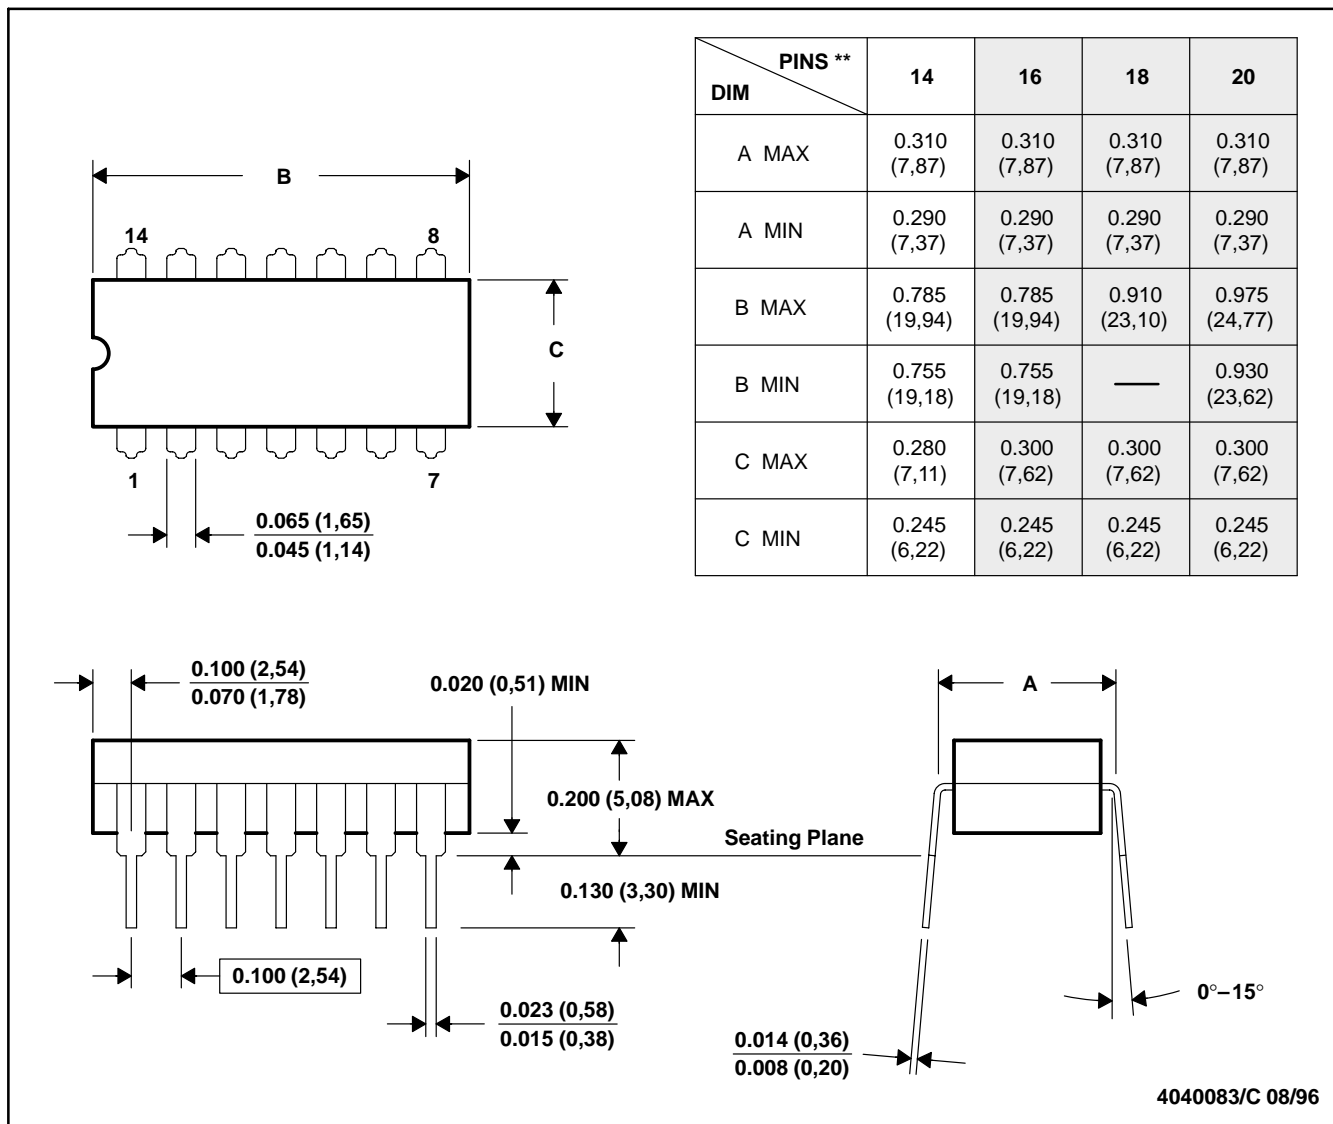 PINS **
DIM
14 16 18 20
A MAX 0.310 (7,87) 0.310 (7,87) 0.310 (7,87) 0.310 (7,87)
A MIN 0.290 (7,37) 0.290 (7,37) 0.290 (7,37) 0.290 (7,37)
B MAX 0.785 (19,94) 0.785 (19,94) 0.910 (23,10) 0.975 (24,77)
B MIN 0.755 (19,18) 0.755 (19,18) — 0.930 (23,62)
C MAX 0.280 (7,11) 0.300 (7,62) 0.300 (7,62) 0.300 (7,62)
C MIN 0.245 (6,22) 0.245 (6,22) 0.245 (6,22) 0.245 (6,22)
B
14 8
C
1 7
0.065 (1,65)
0.045 (1,14)
0.100 (2,54)
0.070 (1,78)
0.020 (0,51) MIN
A
0.200 (5,08) MAX
Seating Plane
0.130 (3,30) MIN
0.100 (2,54)
0.023 (0,58)
0.015 (0,38)
0°–15°
0.014 (0,36)
0.008 (0,20)
4040083/C 08/96